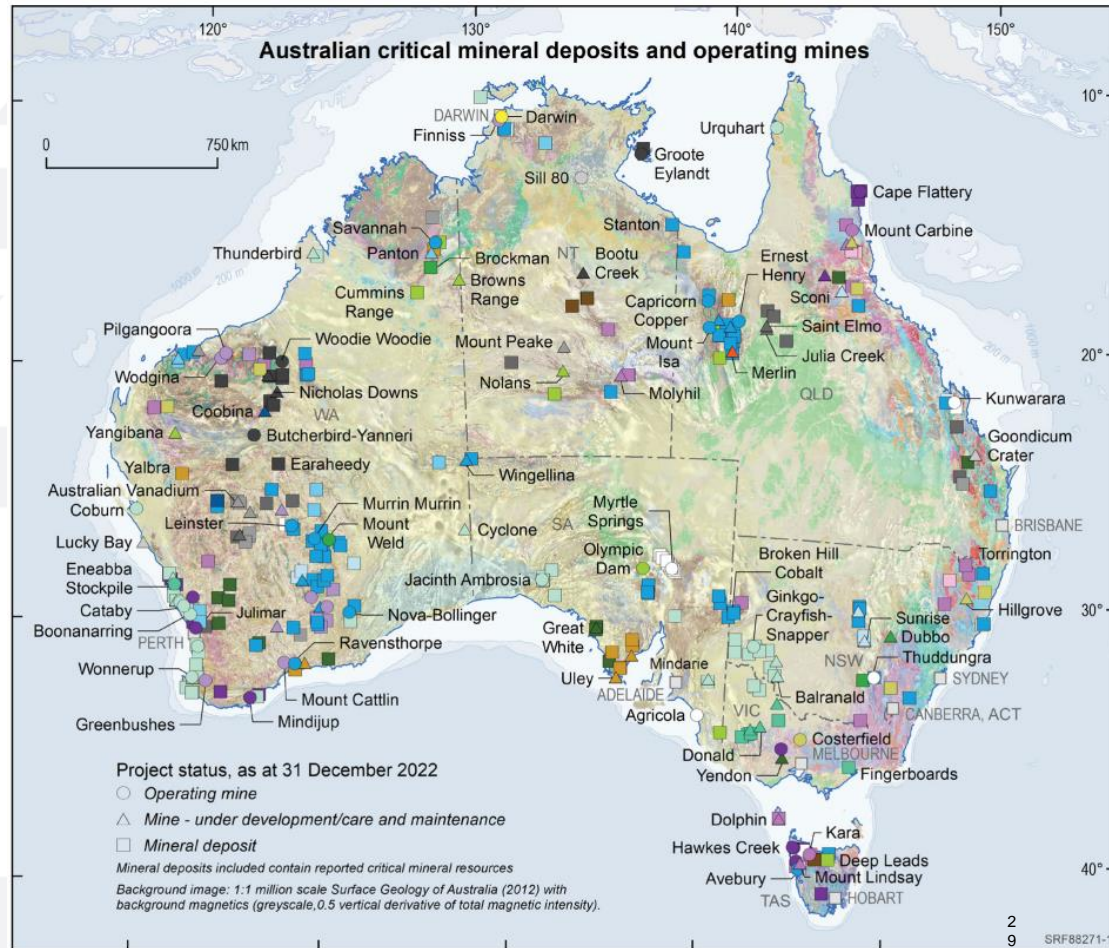 120°
130°
140°
150°
Australian critical mineral deposits and operating mines
10°
DARWIN
Darwin
Finniss
Urquhart
0
750 km
Groote
Eylandt
Sill 80
Cape Flattery
Savannah
Stanton
Mount Carbine
Thunderbird
Panton
Brockman
NT
Bootu
Creek
Ernest
Henry
Browns
Range
Cummins
Range
Capricorn
Copper
Sconi
Pilgangoora
Woodie Woodie
Mount Peake
Mount
Isa
Saint Elmo
Julia Creek
20°
Wodgina
Nolans
Molyhil
Merlin
Nicholas Downs
QLD
Kunwarara
Coobina
WA
Yangibana
Butcherbird-Yanneri
Goondicum
Crater
Yalbra
Earaheedy
Wingellina
Australian Vanadium
Murrin Murrin
Myrtle
Springs
Coburn
Leinster
Mount
Weld
Cyclone
SA
BRISBANE
Lucky Bay
Olympic
Dam
Broken Hill
Cobalt
Torrington
Eneabba
Stockpile
Jacinth Ambrosia
Ginkgo-
Crayfish-
Snapper
Cataby
Julimar
Nova-Bollinger
Hillgrove
30°
Boonanarring
Sunrise
PERTH
Ravensthorpe
Great
White
Dubbo
NSW
Thuddungra
Wonnerup
Mindarie
Uley
SYDNEY
ADELAIDE
Mount Cattlin
Balranald
Greenbushes
Mindijup
Agricola
VIC
CANBERRA, ACT
Costerfield
Donald
MELBOURNE
Yendon
Fingerboards
Project status, as at 31 December 2022
Operating mine
Mine - under development/care and maintenance
Mineral deposit
Mineral deposits included contain reported critical mineral resources
Background image: 1:1 million scale Surface Geology of Australia (2012) with
background magnetics (greyscale,0.5 vertical derivative of total magnetic intensity).
Dolphin
Kara
Hawkes Creek
Deep Leads
Avebury
Mount Lindsay
40°
TAS
HOBART
2
9
SRF88271-1
1000 m
200 m
200 m